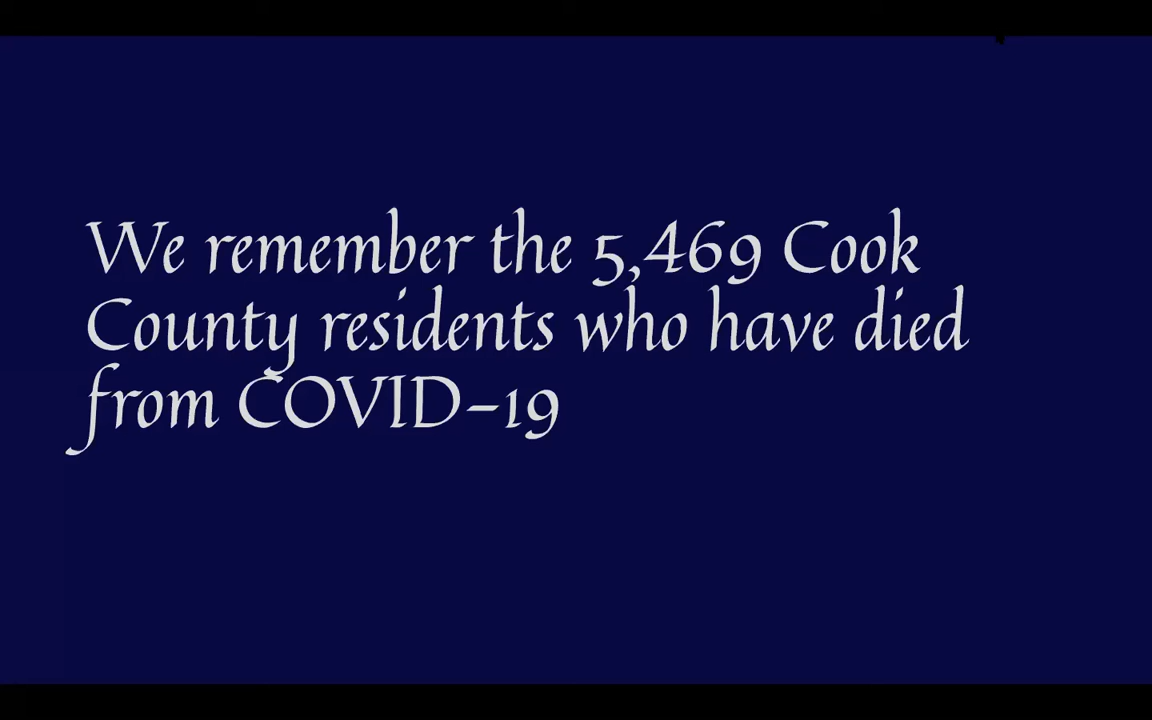 We remember the 5,469 Cook
County residents who have died
from COVID-19